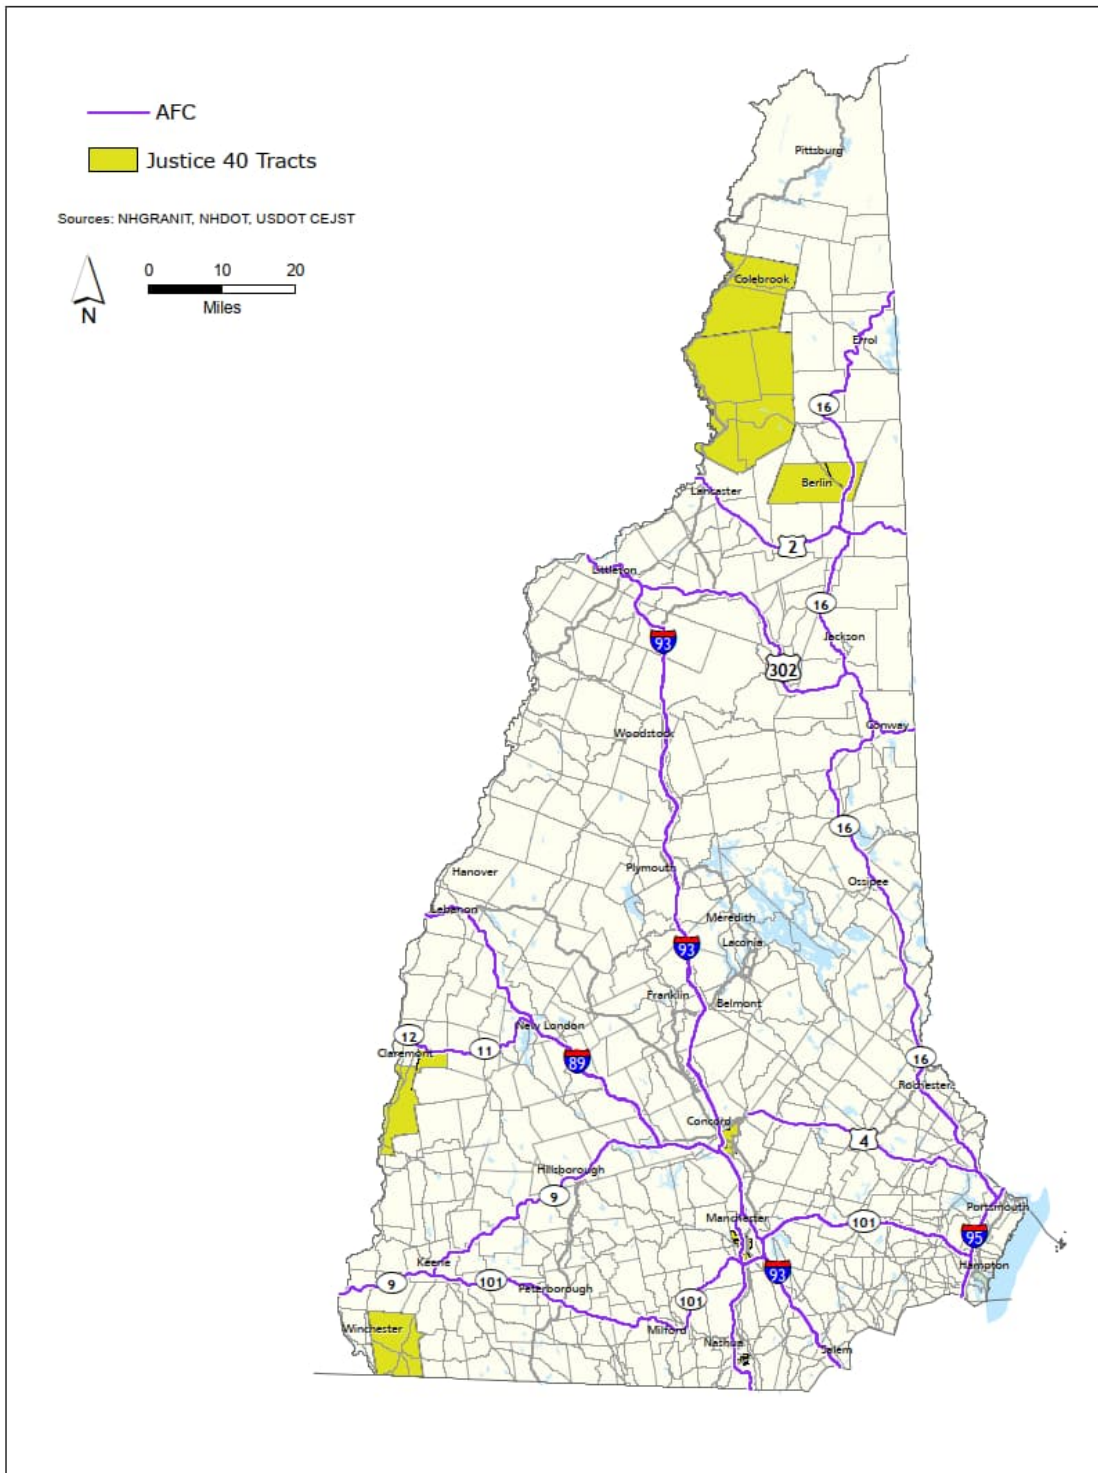 AFC
Justice 40 Tracts
Sources: NHGRANIT, NHDOT, USDOT CEJST
0 10 20
Miles
N
Pittsburg
Colebrook
Errol
16
Berlin
Lancaster
2
Littleton
16
93
Jackson
302
Conway
Woodstock
16
Plymouth
Hanover
Ossipee
Lebanon
Meredith
Laconia
93
Franklin
Belmont
New London
12
Claremont
11
89
16
Rochester
Concord
4
Hillsborough
9
Portsmouth
Manchester
101
95
Keene
Hampton
93
9
101
Peterborough
101
Winchester
Milford
Nashua
Salem